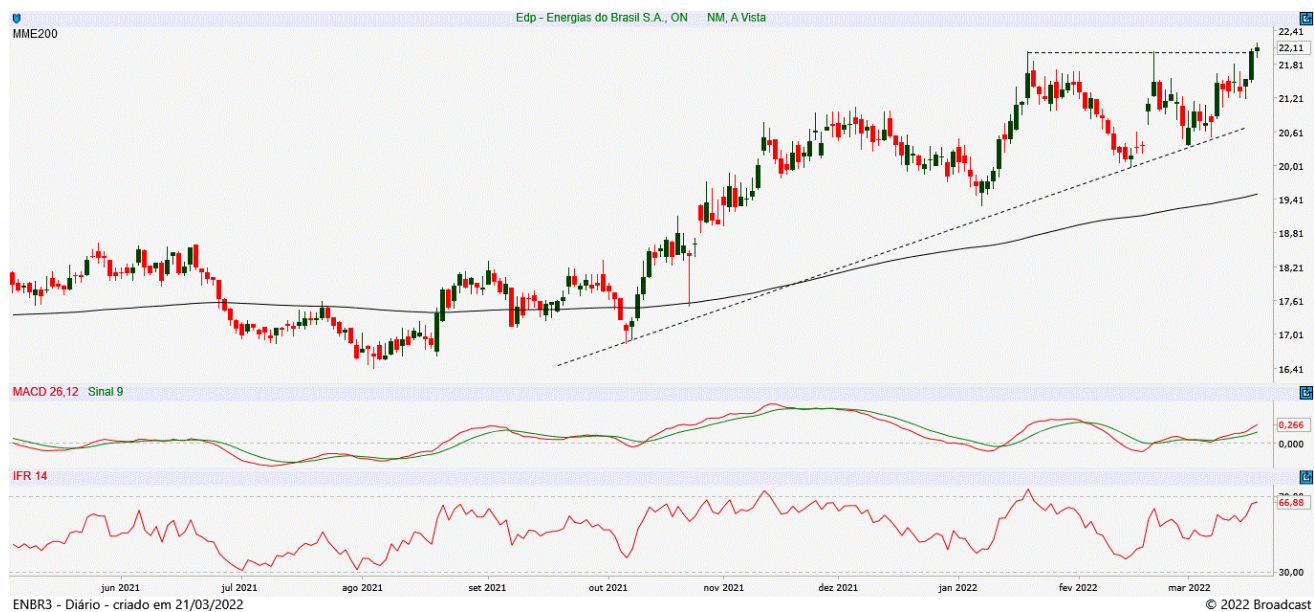 Edp - Energias do Brasil S.A., ON NM, A Vista
MME200
22,41
22,11
21,81
21,21
20,61
20,01
19,41
18,81
18,21
17,61
17,01
16,41
MACD 26,12 Sinal 9
0,266
0,000
IFR 14
66,88
30,00
jun 2021 jul 2021 ago 2021 set 2021 out 2021 nov 2021 dez 2021 jan 2022 fev 2022 mar 2022
ENBR3 - Diário - criado em 21/03/2022 © 2022 Broadcast